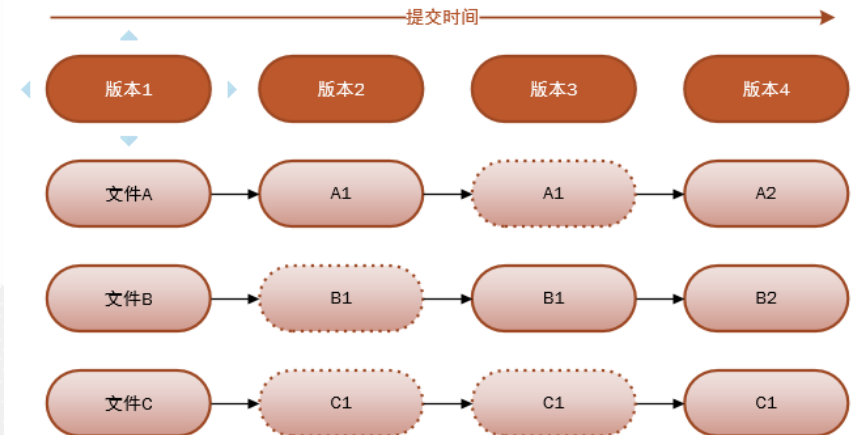 提交时间
版本1 版本2 版本3 版本4
文件A A1 A1 A2
文件B B1 B1 B2
文件C C1 C1 C1